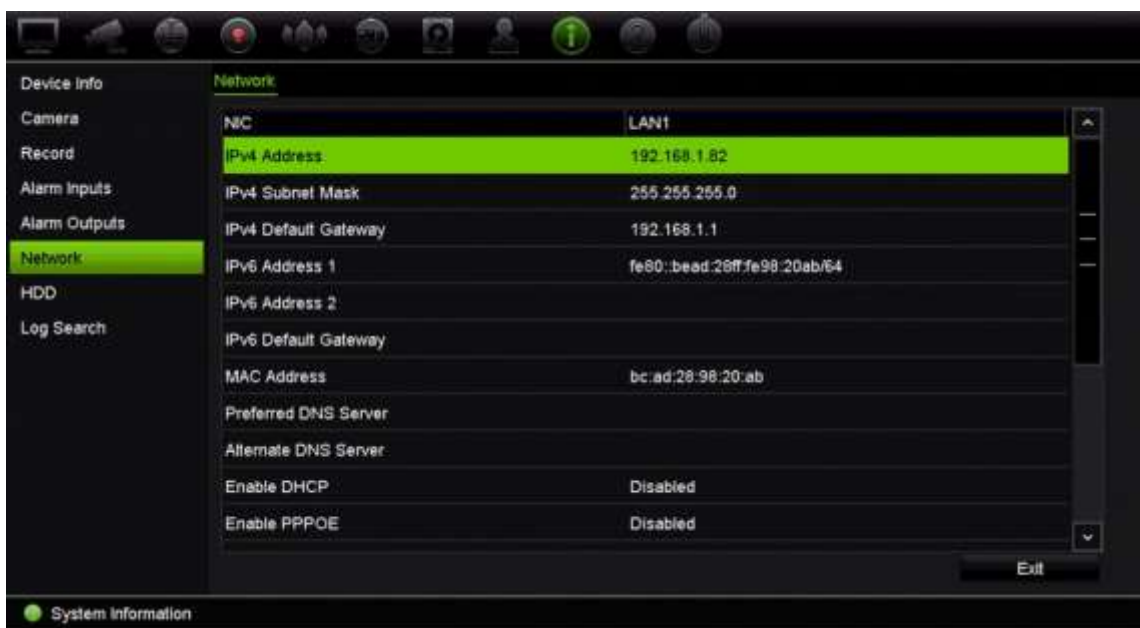 Device Info
Network
Camera
NIC LAN1
Record
IPv4 Address 192.168.1.82
Alarm Inputs
IPv4 Subnet Mask 255.255.255.0
Alarm Outputs
IPv4 Default Gateway 192.168.1.1
Network
IPv6 Address 1 fe80::bead:28ff:fe98:20ab/64
HDD
IPv6 Address 2
Log Search
IPv6 Default Gateway
MAC Address bc:ad:28:98:20:ab
Preferred DNS Server
Alternate DNS Server
Enable DHCP Disabled
Enable PPPOE Disabled
Exit
System Information